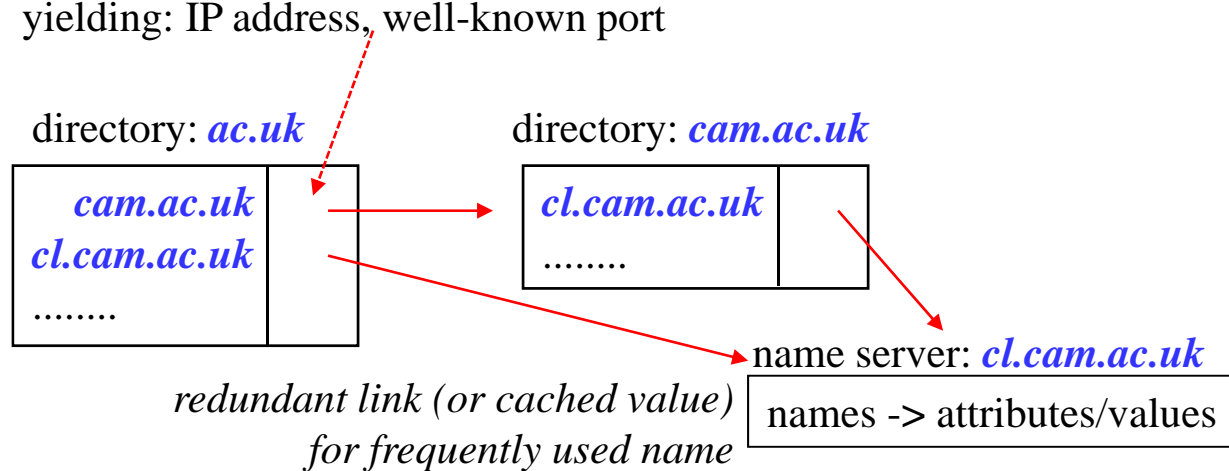 yielding: IP address, well-known port
directory: ac.uk
cam.ac.uk
cl.cam.ac.uk
........
directory: cam.ac.uk
cl.cam.ac.uk
........
name server: cl.cam.ac.uk
names -> attributes/values
redundant link (or cached value)
for frequently used name